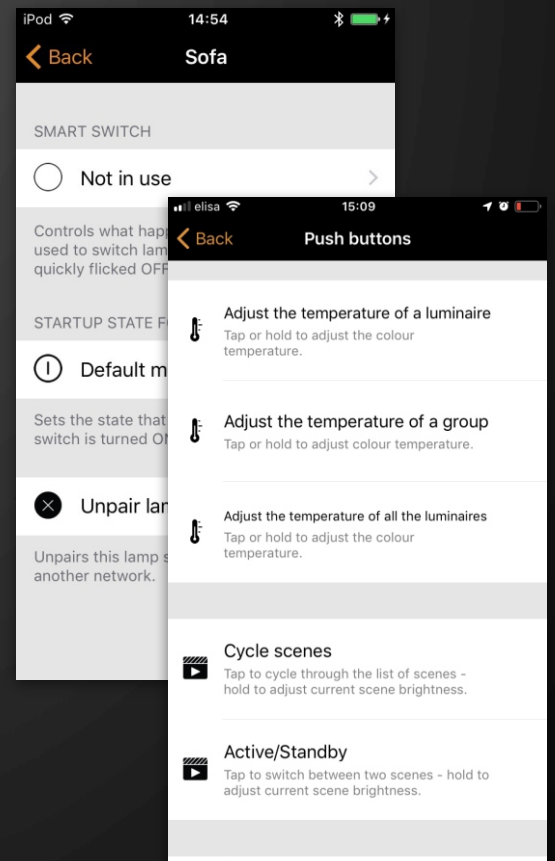 iPod 14:54
Back Sofa
SMART SWITCH
Not in use
Controls what hap
used to switch lam
quickly flicked OFF
STARTUP STATE F
Default m
Sets the state that
switch is turned ON
Unpair lam
Unpairs this lamp s
another network.
elisa 15:09
Back Push buttons
Adjust the temperature of a luminaire
Tap or hold to adjust the colour
temperature.
Adjust the temperature of a group
Tap or hold to adjust colour temperature.
Adjust the temperature of all the luminaires
Tap or hold to adjust the colour
temperature.
Cycle scenes
Tap to cycle through the list of scenes -
hold to adjust current scene brightness.
Active/Standby
Tap to switch between two scenes - hold to
adjust current scene brightness.